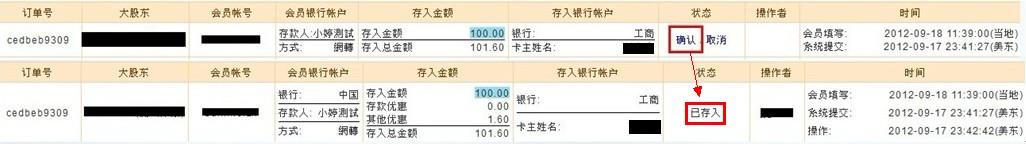 订单号 大股东 会员帐号 会员银行帐户 存入金额 存入银行帐户 状态 操作者 时间
cedbeb9309
存款人:小婷測試
方式: 網轉
存入金额 100.00
存入总金额 101.60
银行: 工商
卡主姓名:
确认 取消
会员填写: 2012-09-18 11:39:00(当地)
系统提交: 2012-09-17 23:41:27(美东)
订单号 大股东 会员帐号 会员银行帐户 存入金额 存入银行帐户 状态 操作者 时间
cedbeb9309
银行: 中国
存款人: 小婷測試
方式: 網轉
存入金额 100.00
存款优惠 0.00
其他优惠 1.60
存入总金额 101.60
银行: 工商
卡主姓名:
已存入
会员填写: 2012-09-18 11:39:00(当地)
系统提交: 2012-09-17 23:41:27(美东)
操作: 2012-09-17 23:42:42(美东)